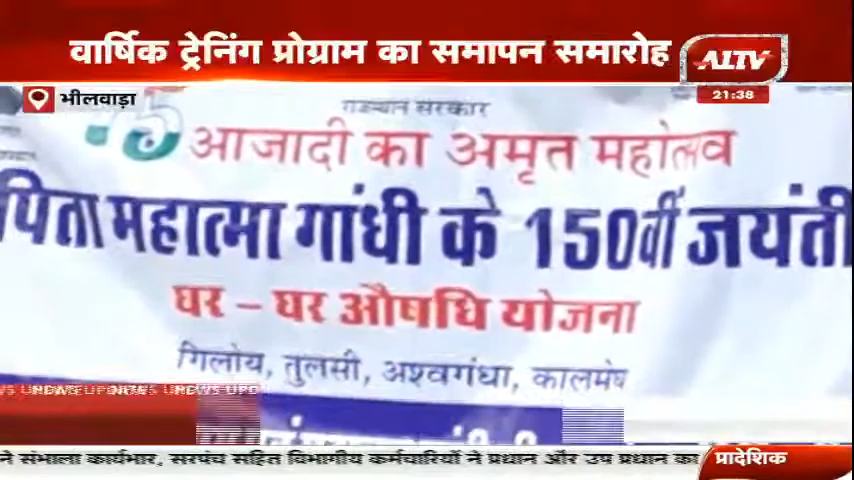 वार्षिक ट्रेनिंग प्रोग्राम का समापन समारोह
ALTV
21:38
भीलवाड़ा
राजस्थान सरकार
75
आजादी का अमृत महोत्सव
पिता महात्मा गांधी के 150वीं जयंती
घर – घर औषधि योजना
गिलोय, तुलसी, अश्वगंधा, कालमेघ
ने संभाला कार्यभार, सरपंच सहित विभागीय कर्मचारियों ने प्रधान और उप प्रधान का
प्रादेशिक